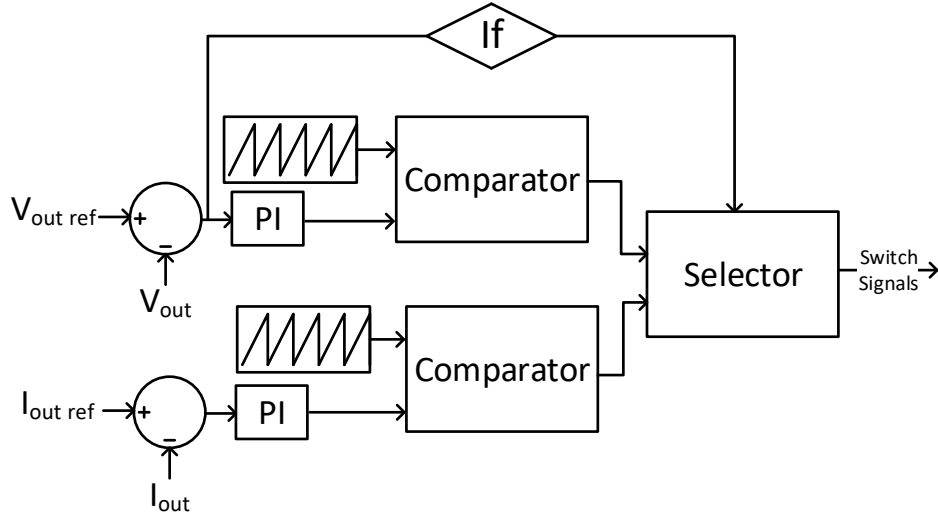 If
Comparator
V out ref
+
−
PI
V out
Selector
Switch
Signals
Comparator
I out ref
+
−
PI
I out